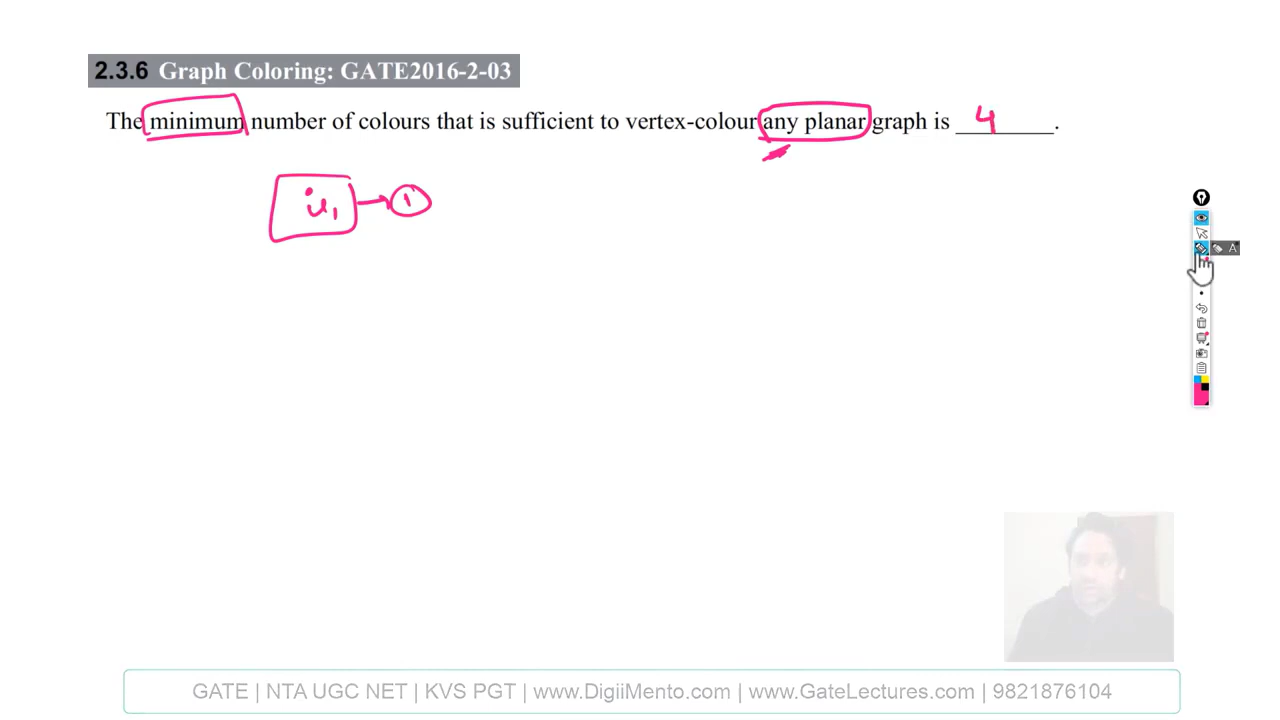 2.3.6 Graph Coloring: GATE2016-2-03
The minimum number of colours that is sufficient to vertex-colour any planar graph is 4.
1
A
GATE | NTA UGC NET | KVS PGT | www.DigiiMento.com | www.GateLectures.com | 9821876104